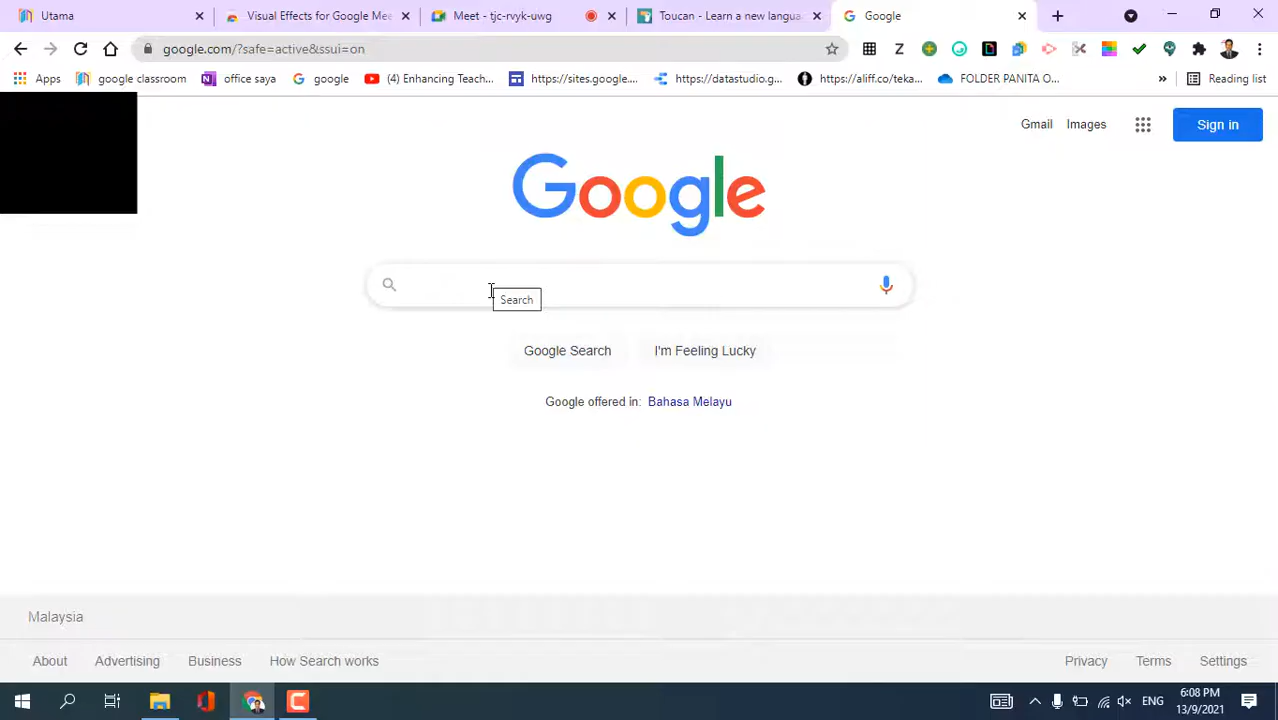 Utama
Visual Effects for Google Mee
Meet - tjc-rvyk-uwg
Toucan - Learn a new langua
Google
google.com/?safe=active&ssui=on
Apps
google classroom
office saya
google
(4) Enhancing Teach...
https://sites.google....
https://datastudio.g...
https://aliff.co/teka...
FOLDER PANITA O...
»
Reading list
Gmail
Images
Sign in
Google
Search
Google Search
I'm Feeling Lucky
Google offered in: Bahasa Melayu
Malaysia
About
Advertising
Business
How Search works
Privacy
Terms
Settings
ENG
6:08 PM
13/9/2021